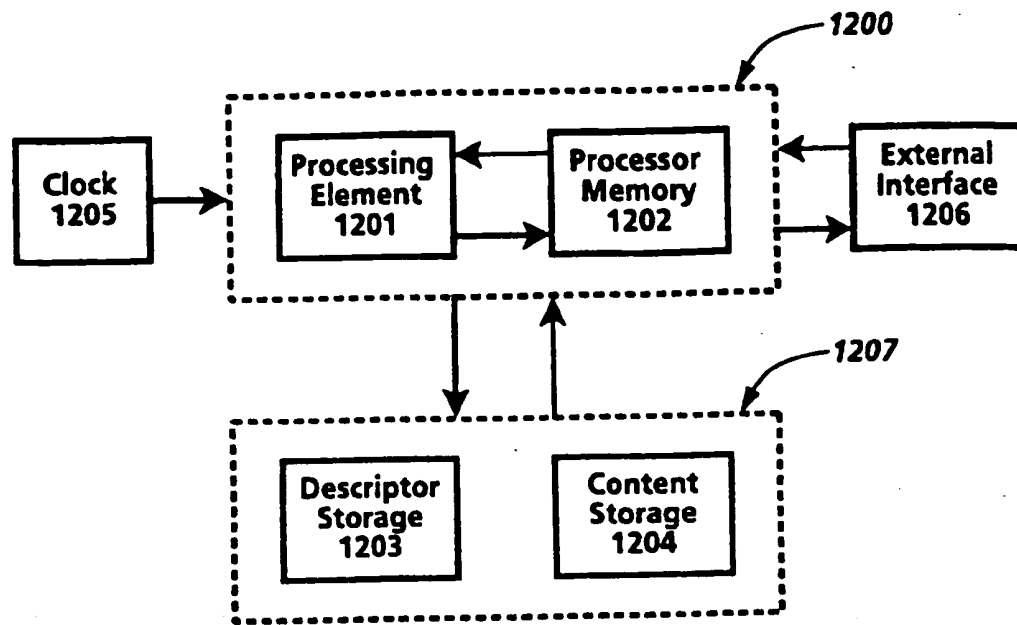 1200
Clock
1205
Processing
Element
1201
Processor
Memory
1202
External
Interface
1206
1207
Descriptor
Storage
1203
Content
Storage
1204